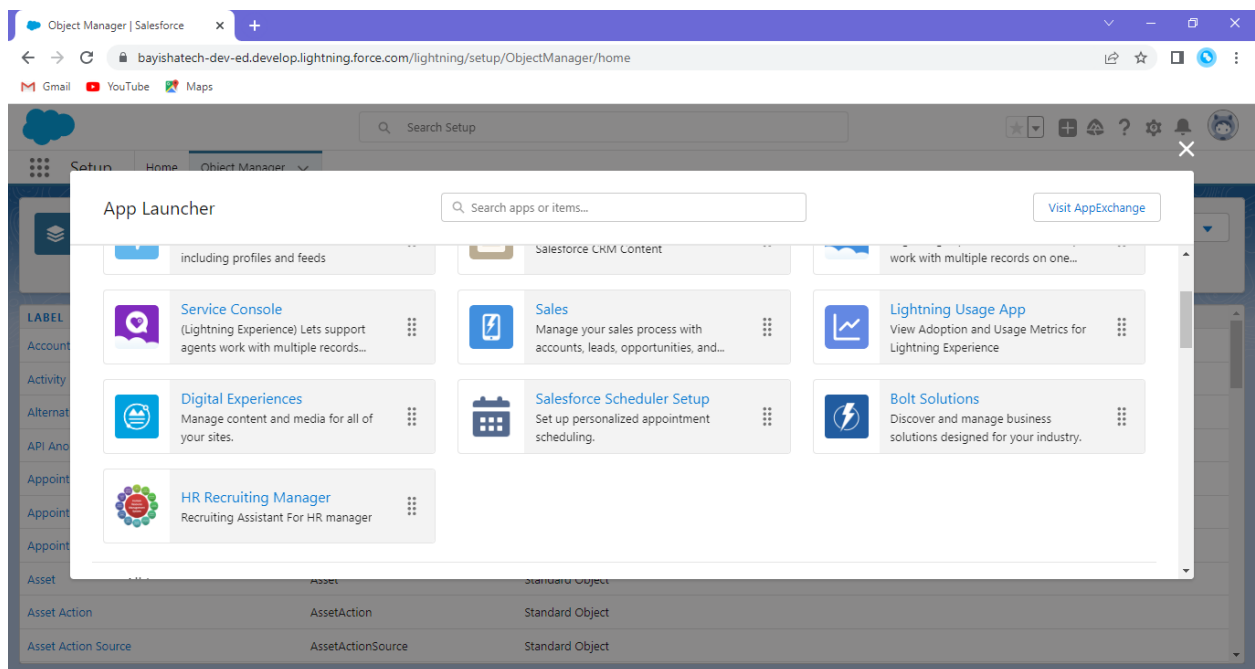 Object Manager | Salesforce
bayishatech-dev-ed.develop.lightning.force.com/lightning/setup/ObjectManager/home
Gmail YouTube Maps
Search Setup
Setup Home Object Manager
App Launcher
Search apps or items...
Visit AppExchange
including profiles and feeds
Salesforce CRM Content
work with multiple records on one...
LABEL
Service Console
(Lightning Experience) Lets support
agents work with multiple records...
Sales
Manage your sales process with
accounts, leads, opportunities, and...
Lightning Usage App
View Adoption and Usage Metrics for
Lightning Experience
Account
Activity
Alternat
API Ano
Appoint
Appoint
Appoint
Digital Experiences
Manage content and media for all of
your sites.
Salesforce Scheduler Setup
Set up personalized appointment
scheduling.
Bolt Solutions
Discover and manage business
solutions designed for your industry.
HR Recruiting Manager
Recruiting Assistant For HR manager
Asset Asset Standard Object
Asset Action AssetAction Standard Object
Asset Action Source AssetActionSource Standard Object